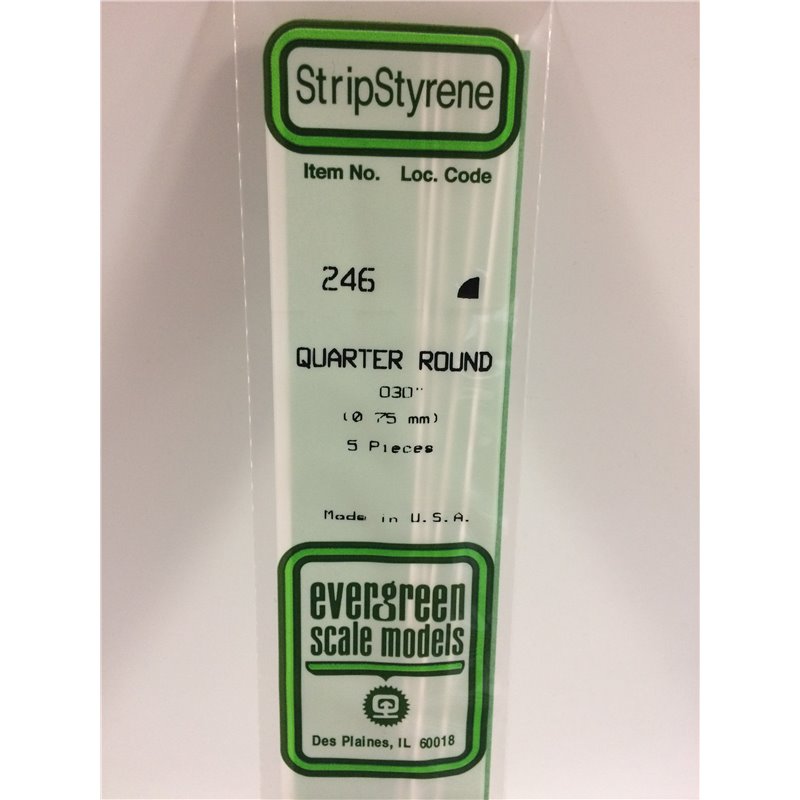 StripStyrene
Item No. Loc. Code
246
QUARTER ROUND
.030"
(0.75 mm)
5 Pieces
Made in U.S.A.
evergreen
scale models
Des Plaines, IL 60018